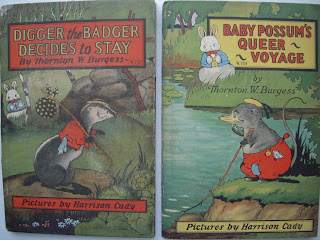 DIGGER the BADGER
DECIDES to STAY
By Thornton W. Burgess
Pictures by Harrison Cady
BABY POSSUM'S
QUEER
VOYAGE
by
Thornton W. Burgess
Pictures by Harrison Cady